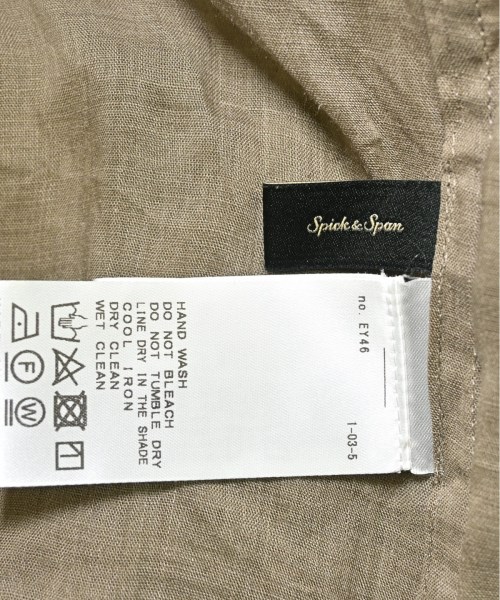 Spick & Span
no. EY46
1-03-5
HAND WASH
DO NOT BLEACH
DO NOT TUMBLE DRY
LINE DRY IN THE SHADE
COOL IRON
DRY CLEAN
WET CLEAN
F
W